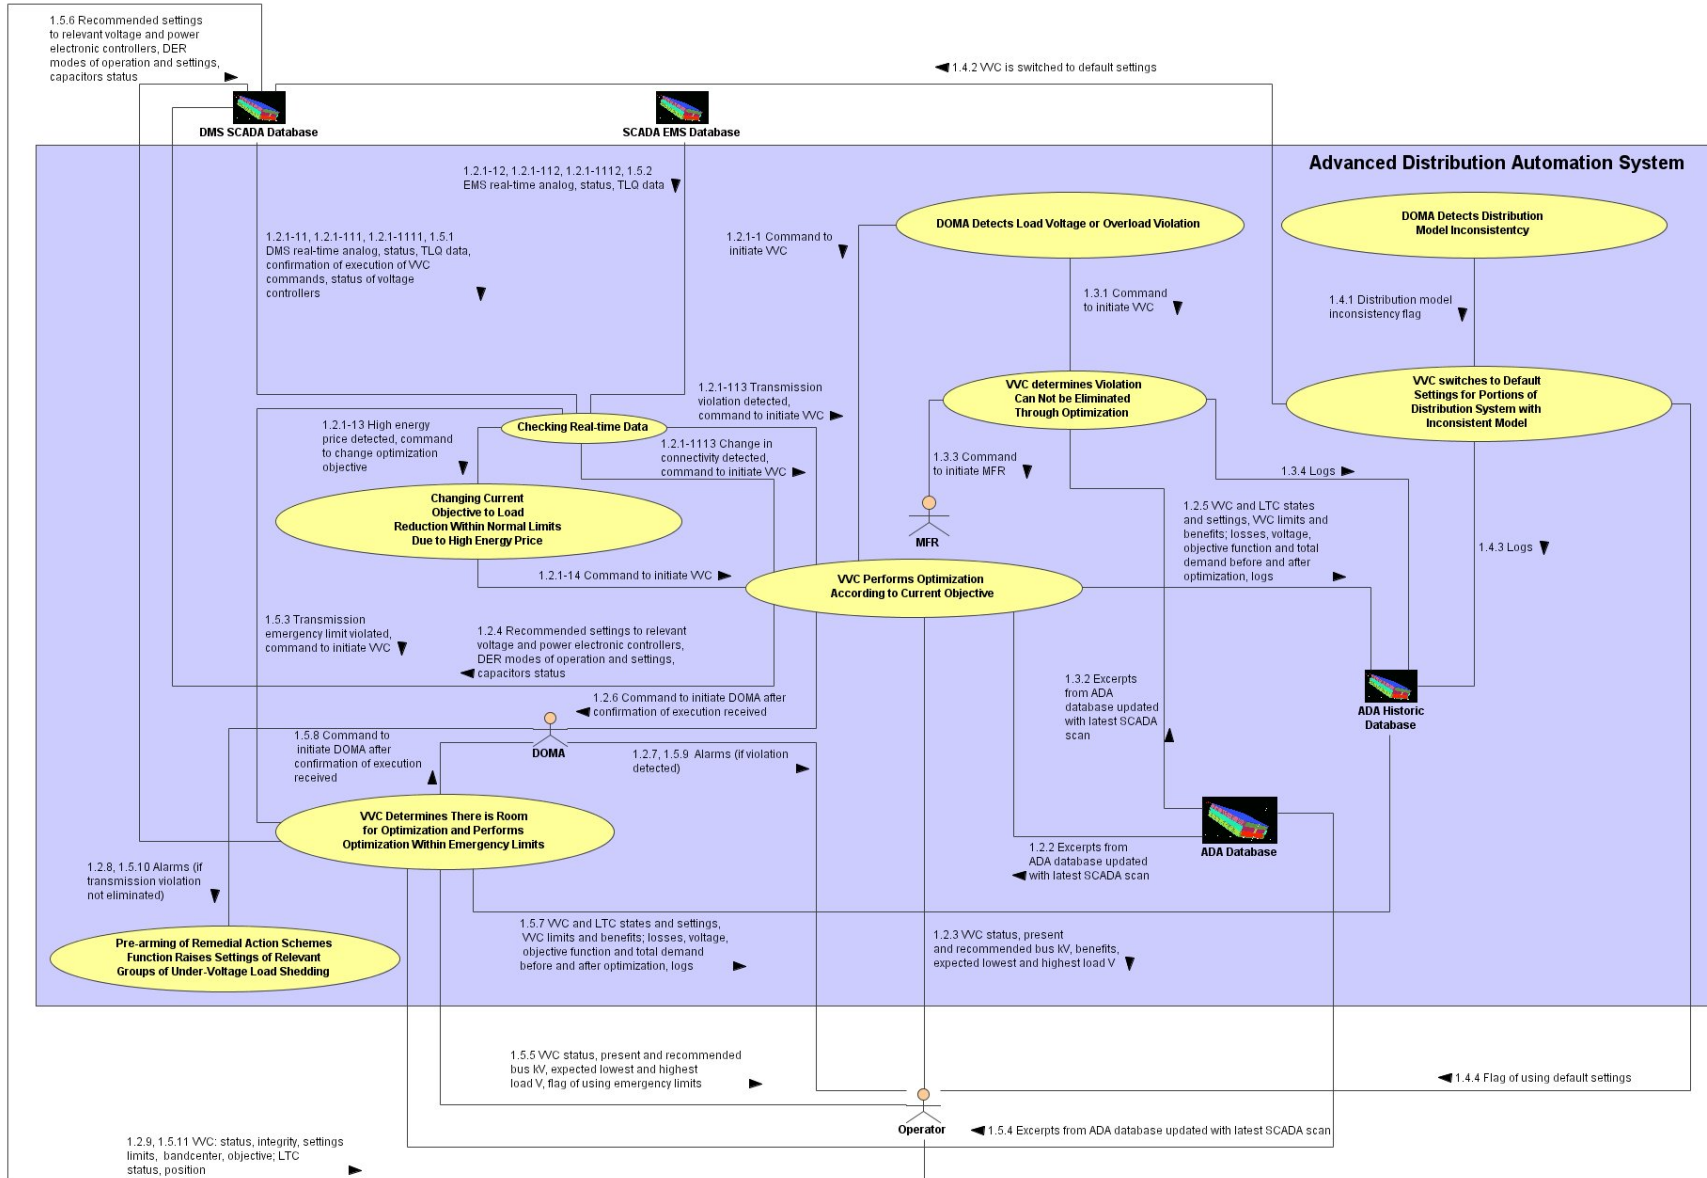 1.5.6 Recommended settings
to relevant voltage and power
electronic controllers, DER
modes of operation and settings,
capacitors status
1.4.2 VVC is switched to default settings
DMS SCADA Database
SCADA EMS Database
Advanced Distribution Automation System
1.2.1-12, 1.2.1-112, 1.2.1-1112, 1.5.2
EMS real-time analog, status, TLQ data
DOMA Detects Load Voltage or Overload Violation
DOMA Detects Distribution
Model Inconsistentcy
1.2.1-11, 1.2.1-111, 1.2.1-1111, 1.5.1
DMS real-time analog, status, TLQ data,
confirmation of execution of VVC
commands, status of voltage
controllers
1.2.1-1 Command to
initiate VVC
1.3.1 Command
to initiate VVC
1.4.1 Distribution model
inconsistency flag
1.2.1-113 Transmission
violation detected,
command to initiate VVC
VVC determines Violation
Can Not be Eliminated
Through Optimization
VVC switches to Default
Settings for Portions of
Distribution System with
Inconsistent Model
Checking Real-time Data
1.2.1-13 High energy
price detected, command
to change optimization
objective
1.2.1-1113 Change in
connectivity detected,
command to initiate VVC
1.3.3 Command
to initiate MFR
1.3.4 Logs
Changing Current
Objective to Load
Reduction Within Normal Limits
Due to High Energy Price
MFR
1.2.5 VVC and LTC states
and settings, VVC limits and
benefits; losses, voltage,
objective function and total
demand before and after
optimization, logs
1.4.3 Logs
1.2.1-14 Command to initiate VVC
VVC Performs Optimization
According to Current Objective
1.5.3 Transmission
emergency limit violated,
command to initiate VVC
1.2.4 Recommended settings to relevant
voltage and power electronic controllers,
DER modes of operation and settings,
capacitors status
1.2.6 Command to initiate DOMA after
confirmation of execution received
1.3.2 Excerpts
from ADA
database updated
with latest SCADA
scan
ADA Historic
Database
1.5.8 Command to
initiate DOMA after
confirmation of execution
received
DOMA
1.2.7, 1.5.9 Alarms (if violation
detected)
VVC Determines There is Room
for Optimization and Performs
Optimization Within Emergency Limits
ADA Database
1.2.2 Excerpts from
ADA database updated
with latest SCADA scan
1.2.8, 1.5.10 Alarms (if
transmission violation
not eliminated)
Pre-arming of Remedial Action Schemes
Function Raises Settings of Relevant
Groups of Under-Voltage Load Shedding
1.5.7 VVC and LTC states and settings,
VVC limits and benefits; losses, voltage,
objective function and total demand
before and after optimization, logs
1.2.3 VVC status, present
and recommended bus kV, benefits,
expected lowest and highest load V
1.5.5 VVC status, present and recommended
bus kV, expected lowest and highest
load V, flag of using emergency limits
1.4.4 Flag of using default settings
Operator
1.5.4 Excerpts from ADA database updated with latest SCADA scan
1.2.9, 1.5.11 VVC: status, integrity, settings
limits, bandcenter, objective; LTC
status, position